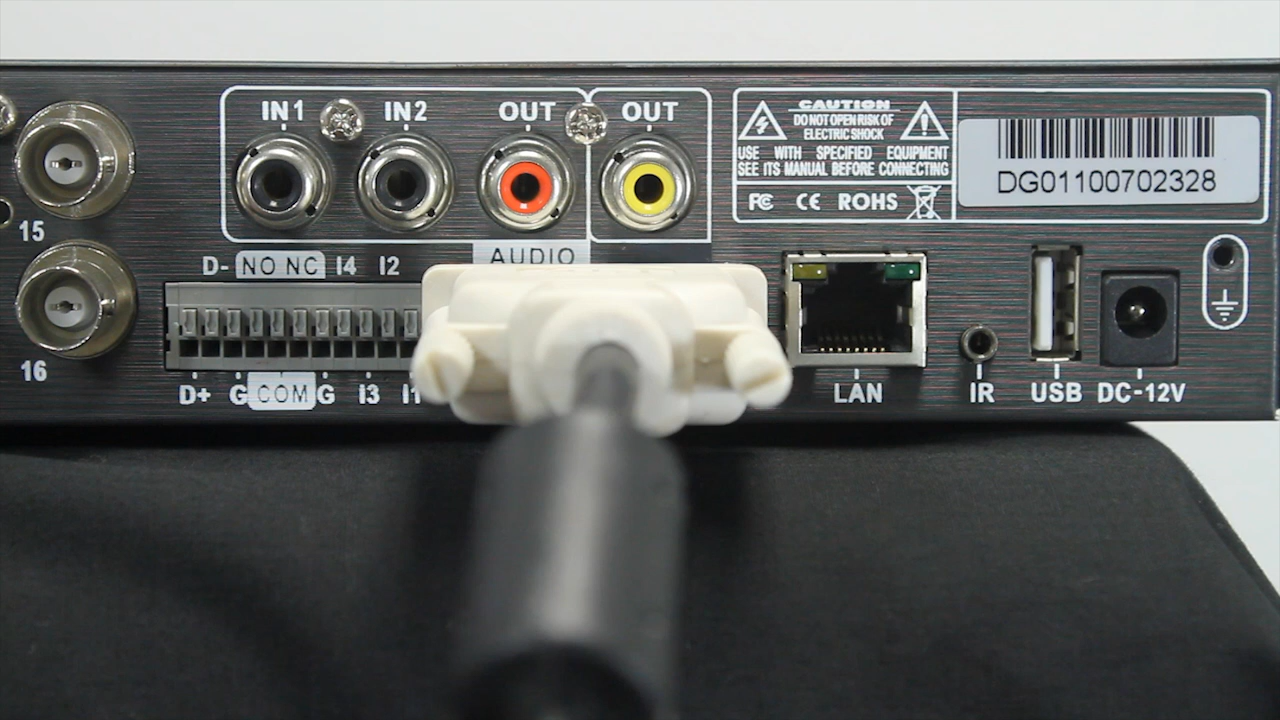 IN1 IN2 OUT OUT
CAUTION
DO NOT OPEN RISK OF
ELECTRIC SHOCK
USE WITH SPECIFIED EQUIPMENT
SEE ITS MANUAL BEFORE CONNECTING
FC CE ROHS
DG01100702328
15
AUDIO
D- NO NC I4 I2
16
D+ G COM G I3 I1
LAN IR USB DC-12V